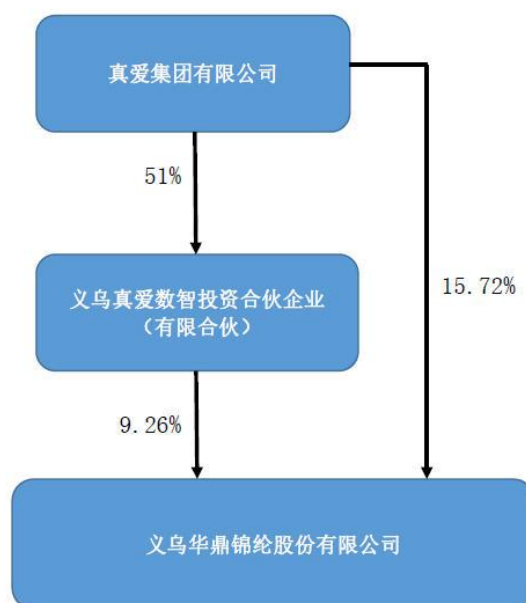 真爱集团有限公司
51%
15.72%
义乌真爱数智投资合伙企业
（有限合伙）
9.26%
义乌华鼎锦纶股份有限公司